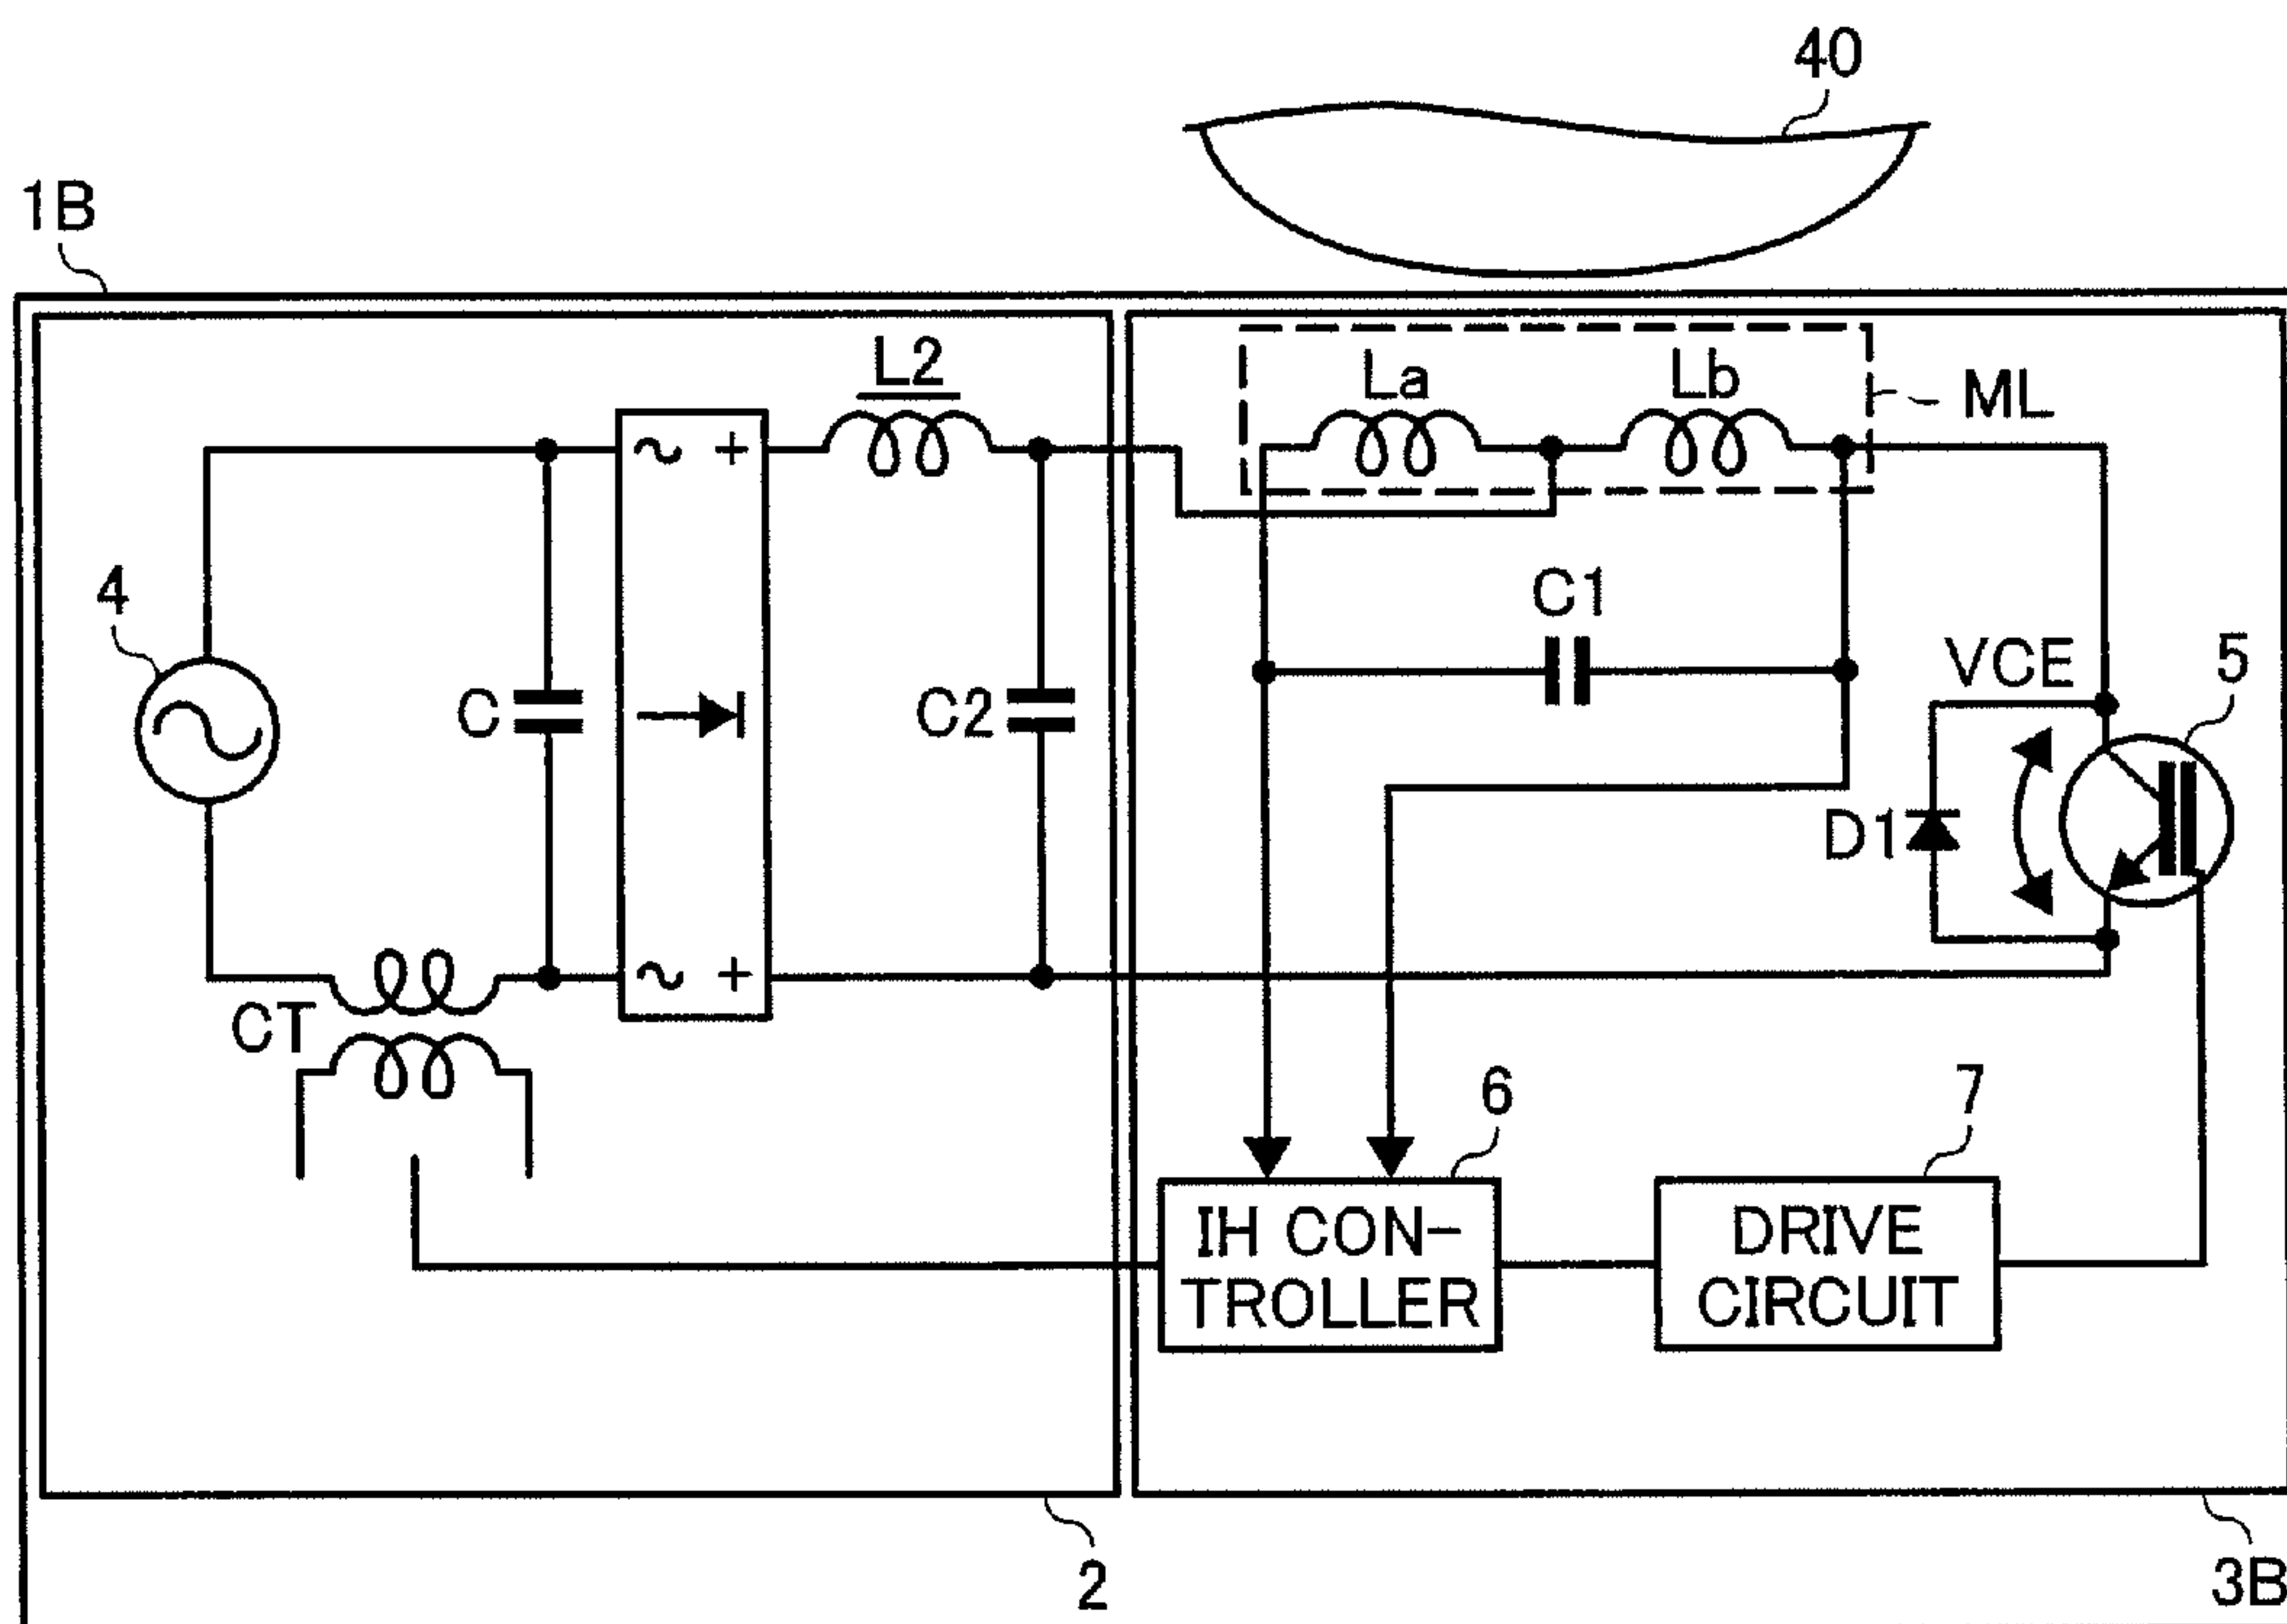 40
1B
L2
La
Lb
ML
~ +
4
C1
VCE
5
C
C2
D1
~ +
CT
6
7
IH CON-
TROLLER
DRIVE
CIRCUIT
2
3B